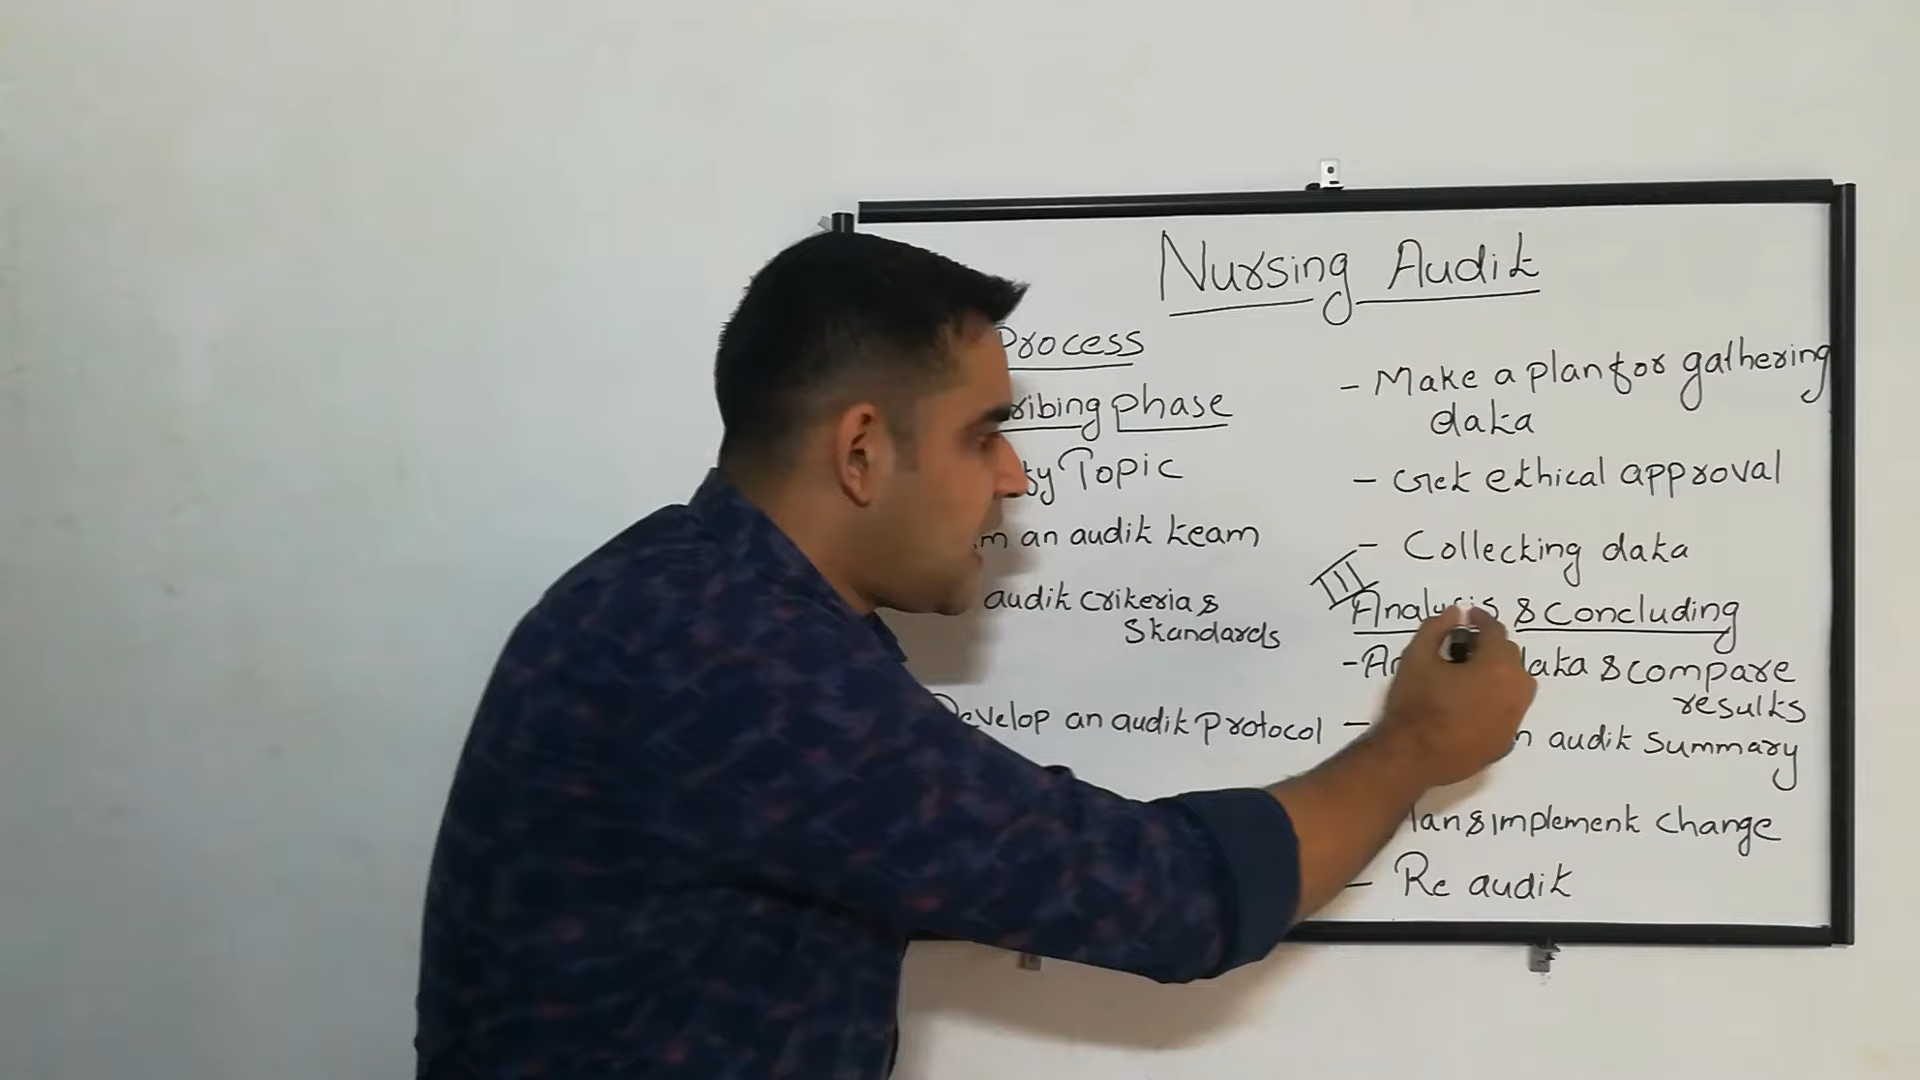 Nursing Audit
Process
phase
Topic
an audit team
audit criteria &
Standards
Develop an audit protocol
- Make a plan for gathering
data
- Get ethical approval
- Collecting data
III
Analysis & concluding
- data & compare
results
- audit summary
& implement change
- Re audit